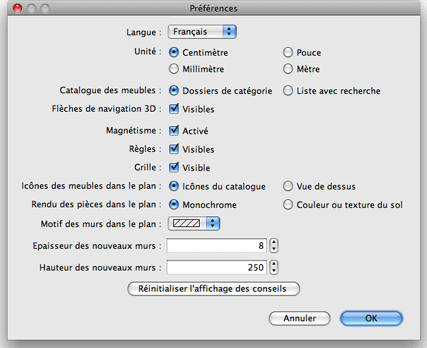 Préférences
Langue : Français
Unité : Centimètre Pouce
Millimètre Mètre
Catalogue des meubles : Dossiers de catégorie Liste avec recherche
Flèches de navigation 3D : Visibles
Magnétisme : Activé
Règles : Visibles
Grille : Visible
Icônes des meubles dans le plan : Icônes du catalogue Vue de dessus
Rendu des pièces dans le plan : Monochrome Couleur ou texture du sol
Motif des murs dans le plan :
Epaisseur des nouveaux murs : 8
Hauteur des nouveaux murs : 250
Réinitialiser l'affichage des conseils
Annuler OK